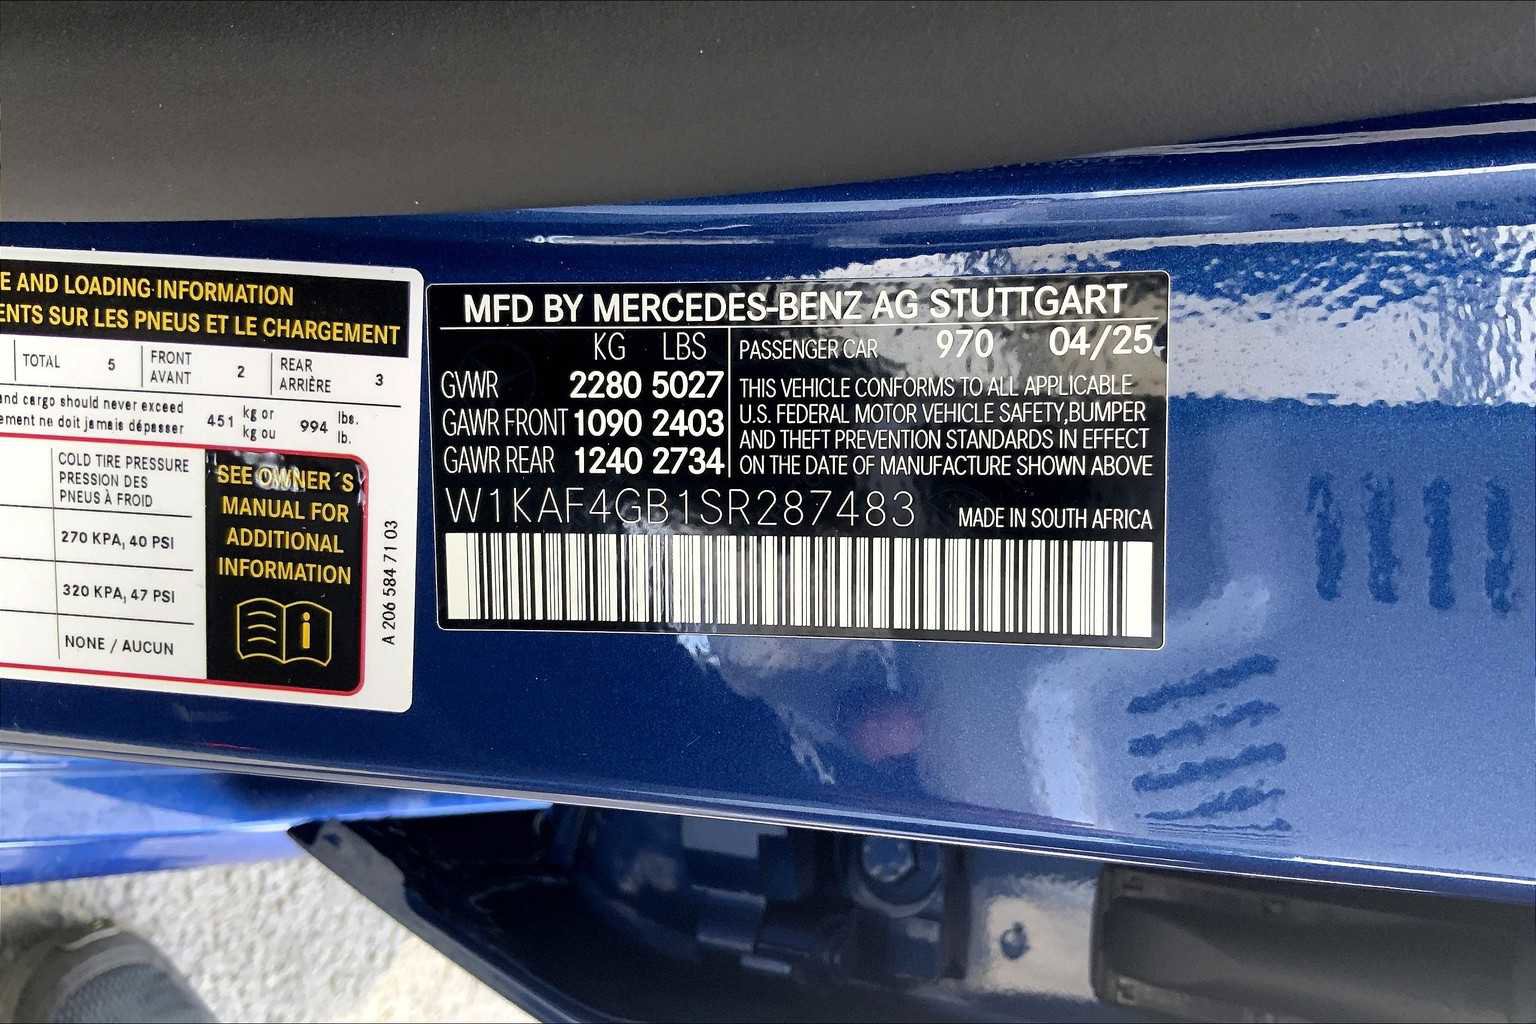 E AND LOADING INFORMATION
ENTS SUR LES PNEUS ET LE CHARGEMENT
TOTAL 5 FRONT AVANT 2 REAR ARRIÈRE 3
and cargo should never exceed
ement ne doit jamais dépasser
451 kg or kg ou 994 lbs. lb.
COLD TIRE PRESSURE
PRESSION DES
PNEUS À FROID
270 KPA, 40 PSI
320 KPA, 47 PSI
NONE / AUCUN
SEE OWNER´S
MANUAL FOR
ADDITIONAL
INFORMATION
A 206 584 71 03
MFD BY MERCEDES-BENZ AG STUTTGART
KG LBS
GVWR 2280 5027
GAWR FRONT 1090 2403
GAWR REAR 1240 2734
PASSENGER CAR 970 04/25
THIS VEHICLE CONFORMS TO ALL APPLICABLE
U.S. FEDERAL MOTOR VEHICLE SAFETY,BUMPER
AND THEFT PREVENTION STANDARDS IN EFFECT
ON THE DATE OF MANUFACTURE SHOWN ABOVE
W1KAF4GB1SR287483 MADE IN SOUTH AFRICA